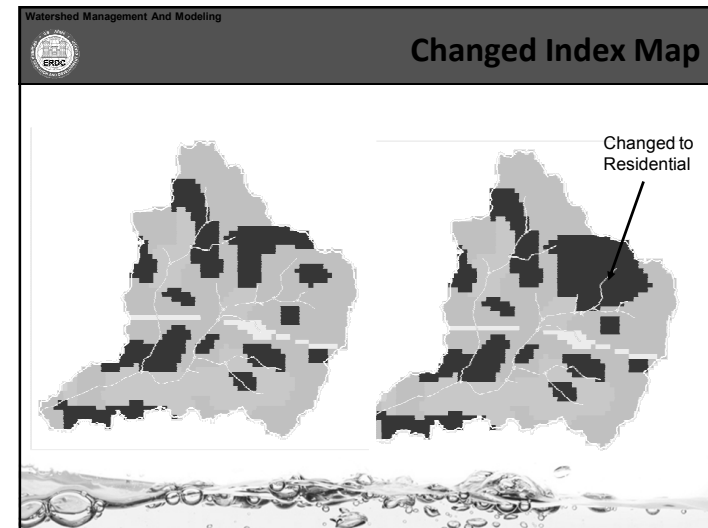 Watershed Management And Modeling
ERDC
Changed Index Map
Changed to
Residential